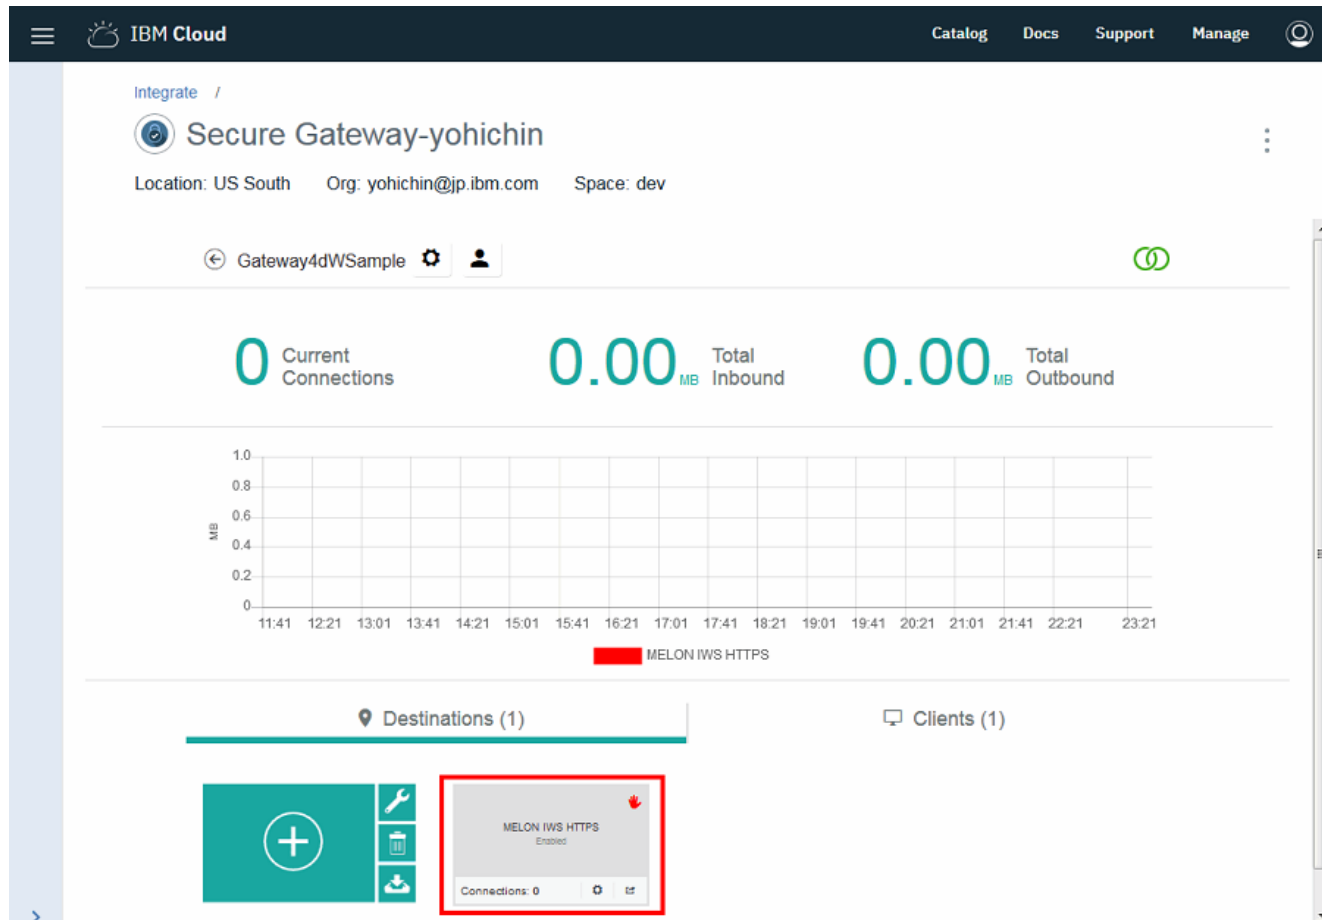 IBM Cloud
Catalog Docs Support Manage
Integrate /
Secure Gateway-yohichin
Location: US South Org: yohichin@jp.ibm.com Space: dev
Gateway4dWSample
0 Current Connections
0.00 MB Total Inbound
0.00 MB Total Outbound
1.0
0.8
0.6
0.4
0.2
0
MB
11:41 12:21 13:01 13:41 14:21 15:01 15:41 16:21 17:01 17:41 18:21 19:01 19:41 20:21 21:01 21:41 22:21 23:21
MELON IWS HTTPS
Destinations (1) Clients (1)
MELON IWS HTTPS
Enabled
Connections: 0